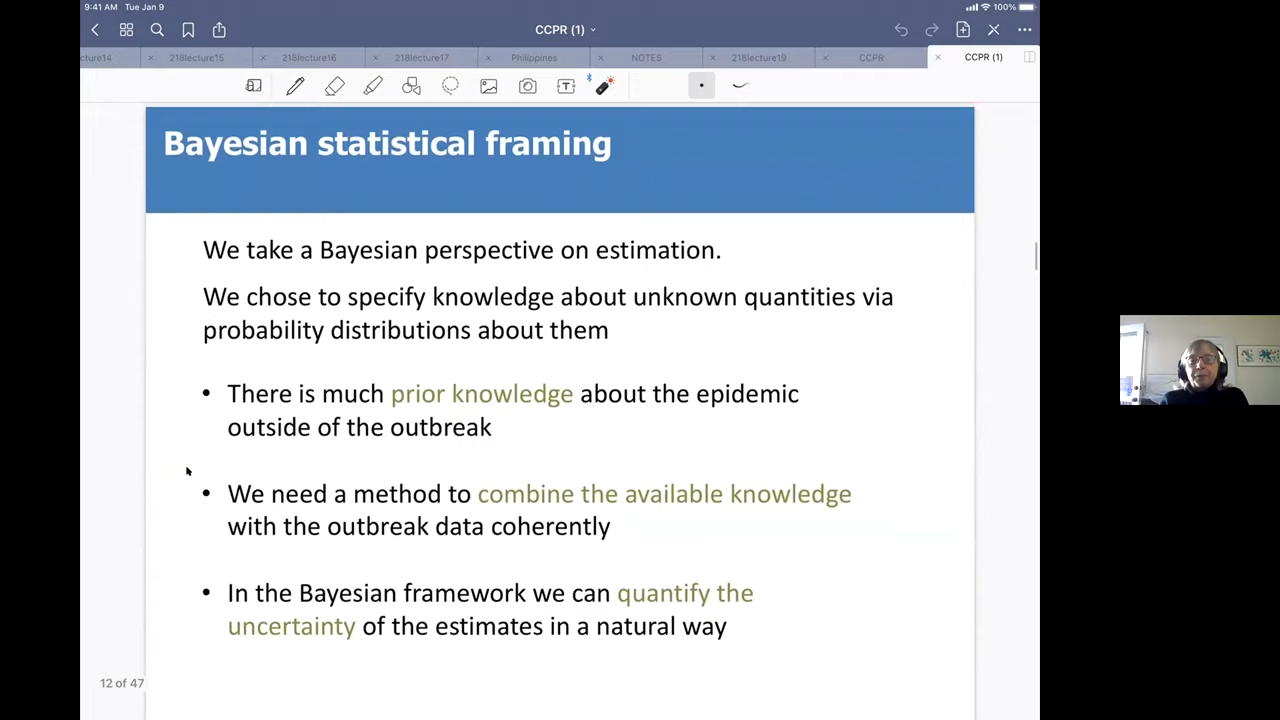 9:41 AM Tue Jan 9
100%
CCPR (1)
cture14
218lecture15
218lecture16
218lecture17
Philippines
NOTES
218lecture19
CCPR
CCPR (1)
Bayesian statistical framing
We take a Bayesian perspective on estimation.
We chose to specify knowledge about unknown quantities via
probability distributions about them
• There is much prior knowledge about the epidemic
outside of the outbreak
• We need a method to combine the available knowledge
with the outbreak data coherently
• In the Bayesian framework we can quantify the
uncertainty of the estimates in a natural way
12 of 47